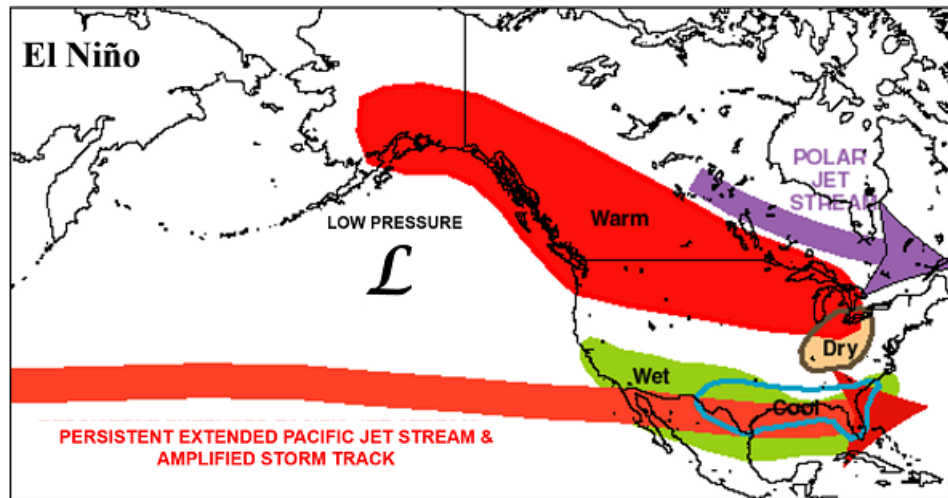 El Niño
POLAR
JET
STREAM
LOW PRESSURE
L
Warm
Dry
Wet
Cool
PERSISTENT EXTENDED PACIFIC JET STREAM &
AMPLIFIED STORM TRACK